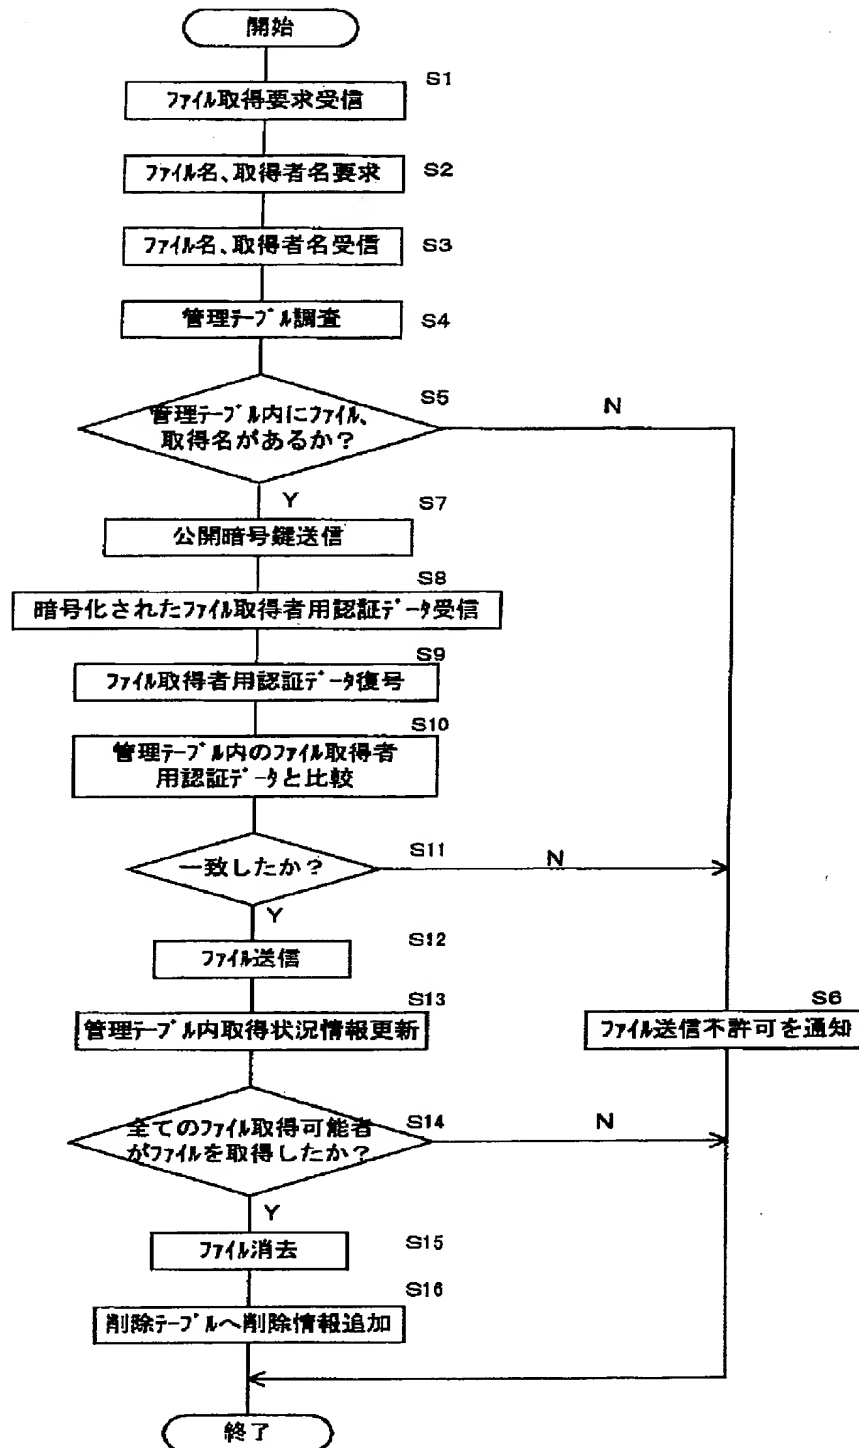 開始
S1
ファイル取得要求受信
ファイル名、取得者名要求 S2
ファイル名、取得者名受信 S3
管理テーブル調査 S4
S5
管理テーブル内にファイル、
取得名があるか？
N
Y
S7
公開暗号鍵送信
S8
暗号化されたファイル取得者用認証データ受信
S9
ファイル取得者用認証データ復号
S10
管理テーブル内のファイル取得者
用認証データと比較
S11
一致したか？
N
Y
S12
ファイル送信
S13
管理テーブル内取得状況情報更新
S6
ファイル送信不許可を通知
S14
全てのファイル取得可能者
がファイルを取得したか？
N
Y
ファイル消去 S15
S16
削除テーブルへ削除情報追加
終了